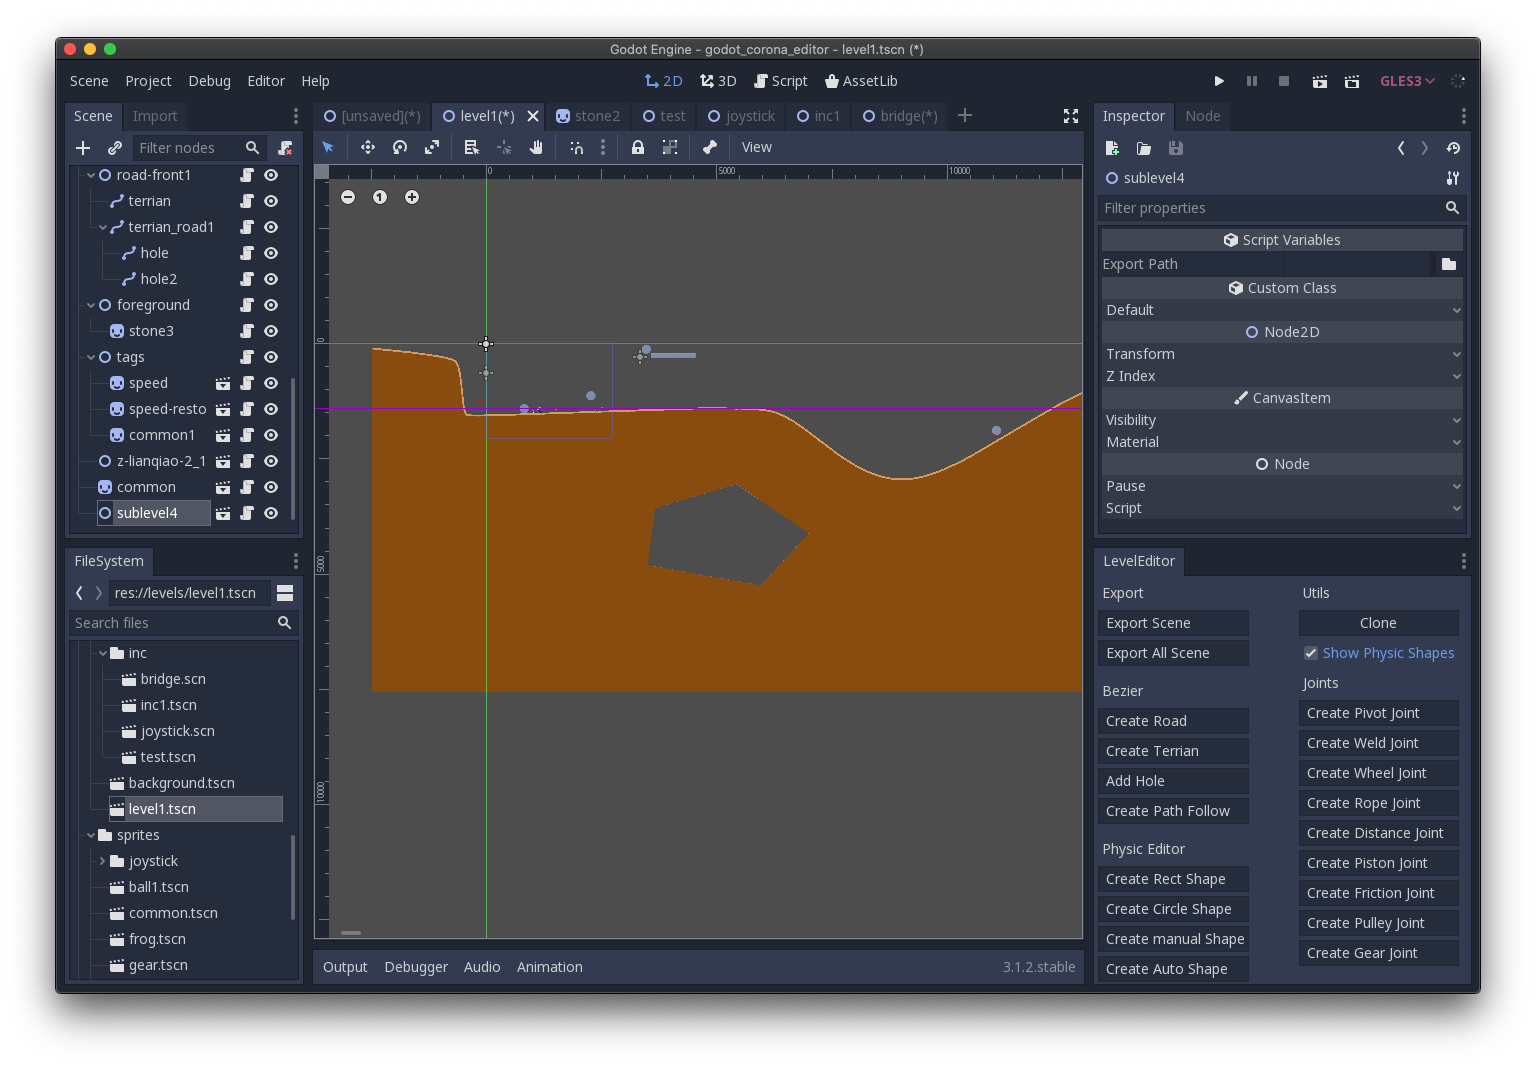 Godot Engine - godot_corona_editor - level1.tscn (*)
Scene Project Debug Editor Help
2D 3D Script AssetLib
GLES3
Scene Import
Filter nodes
road-front1
terrian
terrian_road1
hole
hole2
foreground
stone3
tags
speed
speed-resto
common1
z-lianqiao-2_1
common
sublevel4
FileSystem
res://levels/level1.tscn
Search files
inc
bridge.scn
inc1.tscn
joystick.scn
test.tscn
background.tscn
level1.tscn
sprites
joystick
ball1.tscn
common.tscn
frog.tscn
gear.tscn
[unsaved](*) level1(*) stone2 test joystick inc1 bridge(*)
View
0 5000 10000
1
0
5000
10000
Output Debugger Audio Animation 3.1.2.stable
Inspector Node
sublevel4
Filter properties
Script Variables
Export Path
Custom Class
Default
Node2D
Transform
Z Index
CanvasItem
Visibility
Material
Node
Pause
Script
LevelEditor
Export
Export Scene
Export All Scene
Bezier
Create Road
Create Terrian
Add Hole
Create Path Follow
Physic Editor
Create Rect Shape
Create Circle Shape
Create manual Shape
Create Auto Shape
Utils
Clone
Show Physic Shapes
Joints
Create Pivot Joint
Create Weld Joint
Create Wheel Joint
Create Rope Joint
Create Distance Joint
Create Piston Joint
Create Friction Joint
Create Pulley Joint
Create Gear Joint